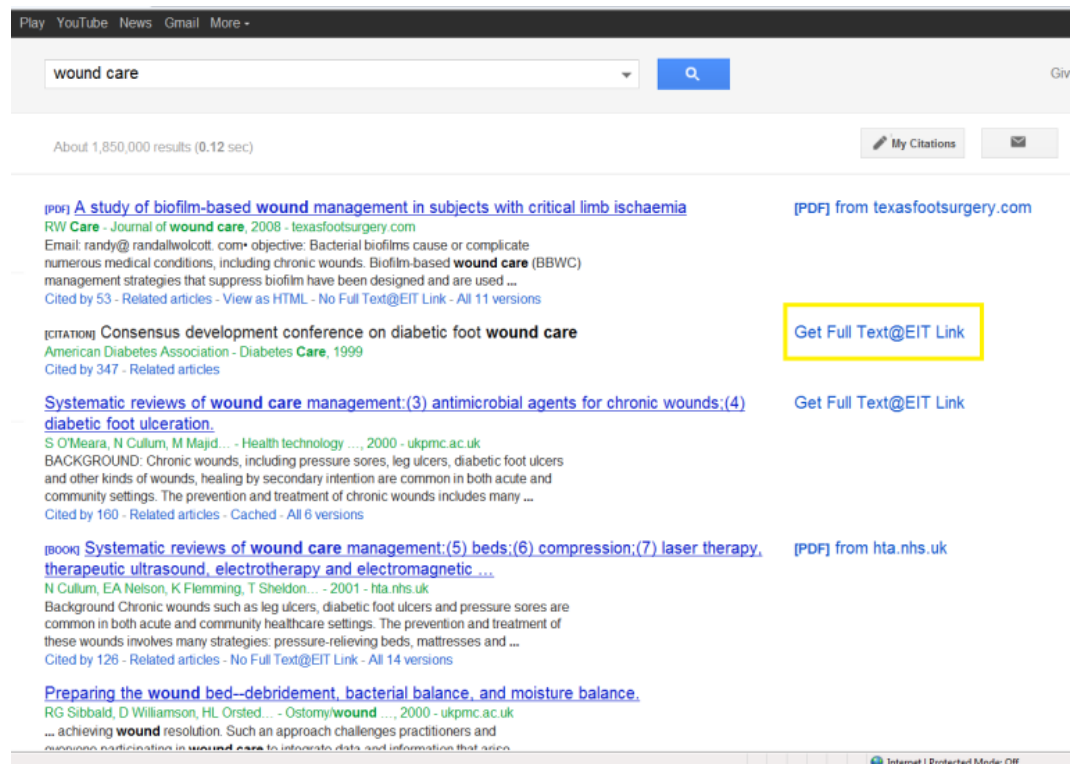 Play YouTube News Gmail More
wound care
Giv
About 1,850,000 results (0.12 sec)
My Citations
[PDF] A study of biofilm-based wound management in subjects with critical limb ischaemia
[PDF] from texasfootsurgery.com
RW Care - Journal of wound care, 2008 - texasfootsurgery.com
Email: randy@ randallwolcott. com• objective: Bacterial biofilms cause or complicate
numerous medical conditions, including chronic wounds. Biofilm-based wound care (BBWC)
management strategies that suppress biofilm have been designed and are used ...
Cited by 53 - Related articles - View as HTML - No Full Text@EIT Link - All 11 versions
[CITATION] Consensus development conference on diabetic foot wound care
Get Full Text@EIT Link
American Diabetes Association - Diabetes Care, 1999
Cited by 347 - Related articles
Systematic reviews of wound care management:(3) antimicrobial agents for chronic wounds;(4)
Get Full Text@EIT Link
diabetic foot ulceration.
S O'Meara, N Cullum, M Majid... - Health technology ..., 2000 - ukpmc.ac.uk
BACKGROUND: Chronic wounds, including pressure sores, leg ulcers, diabetic foot ulcers
and other kinds of wounds, healing by secondary intention are common in both acute and
community settings. The prevention and treatment of chronic wounds includes many ...
Cited by 160 - Related articles - Cached - All 6 versions
[BOOK] Systematic reviews of wound care management:(5) beds;(6) compression;(7) laser therapy,
[PDF] from hta.nhs.uk
therapeutic ultrasound, electrotherapy and electromagnetic ...
N Cullum, EA Nelson, K Flemming, T Sheldon... - 2001 - hta.nhs.uk
Background Chronic wounds such as leg ulcers, diabetic foot ulcers and pressure sores are
common in both acute and community healthcare settings. The prevention and treatment of
these wounds involves many strategies: pressure-relieving beds, mattresses and ...
Cited by 126 - Related articles - No Full Text@EIT Link - All 14 versions
Preparing the wound bed--debridement, bacterial balance, and moisture balance.
RG Sibbald, D Williamson, HL Orsted... - Ostomy/wound ..., 2000 - ukpmc.ac.uk
... achieving wound resolution. Such an approach challenges practitioners and
everyone participating in wound care to integrate data and information that arise
Internet | Protected Mode: Off